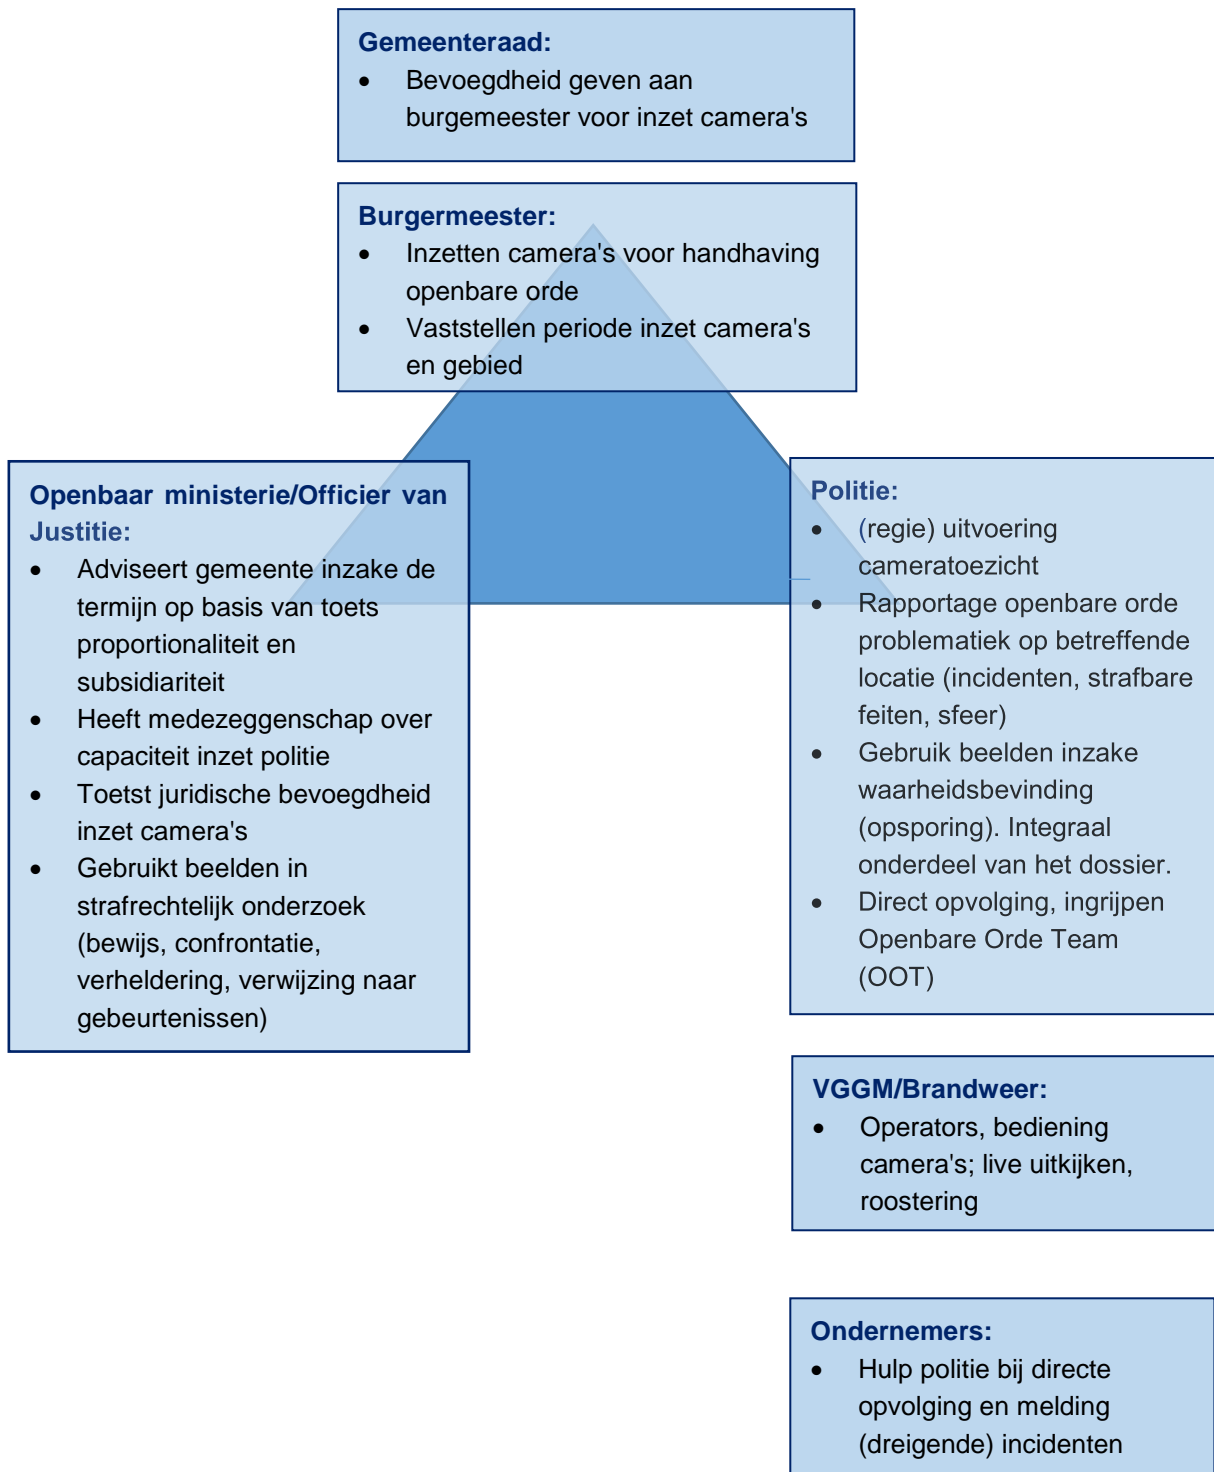 Gemeenteraad:
• Bevoegdheid geven aan
burgemeester voor inzet camera's
Burgermeester:
• Inzetten camera's voor handhaving
openbare orde
• Vaststellen periode inzet camera's
en gebied
Openbaar ministerie/Officier van
Justitie:
• Adviseert gemeente inzake de
termijn op basis van toets
proportionaliteit en
subsidiariteit
• Heeft medezeggenschap over
capaciteit inzet politie
• Toetst juridische bevoegdheid
inzet camera's
• Gebruikt beelden in
strafrechtelijk onderzoek
(bewijs, confrontatie,
verheldering, verwijzing naar
gebeurtenissen)
Politie:
• (regie) uitvoering
cameratoezicht
• Rapportage openbare orde
problematiek op betreffende
locatie (incidenten, strafbare
feiten, sfeer)
• Gebruik beelden inzake
waarheidsbevinding
(opsporing). Integraal
onderdeel van het dossier.
• Direct opvolging, ingrijpen
Openbare Orde Team
(OOT)
VGGM/Brandweer:
• Operators, bediening
camera's; live uitkijken,
roostering
Ondernemers:
• Hulp politie bij directe
opvolging en melding
(dreigende) incidenten